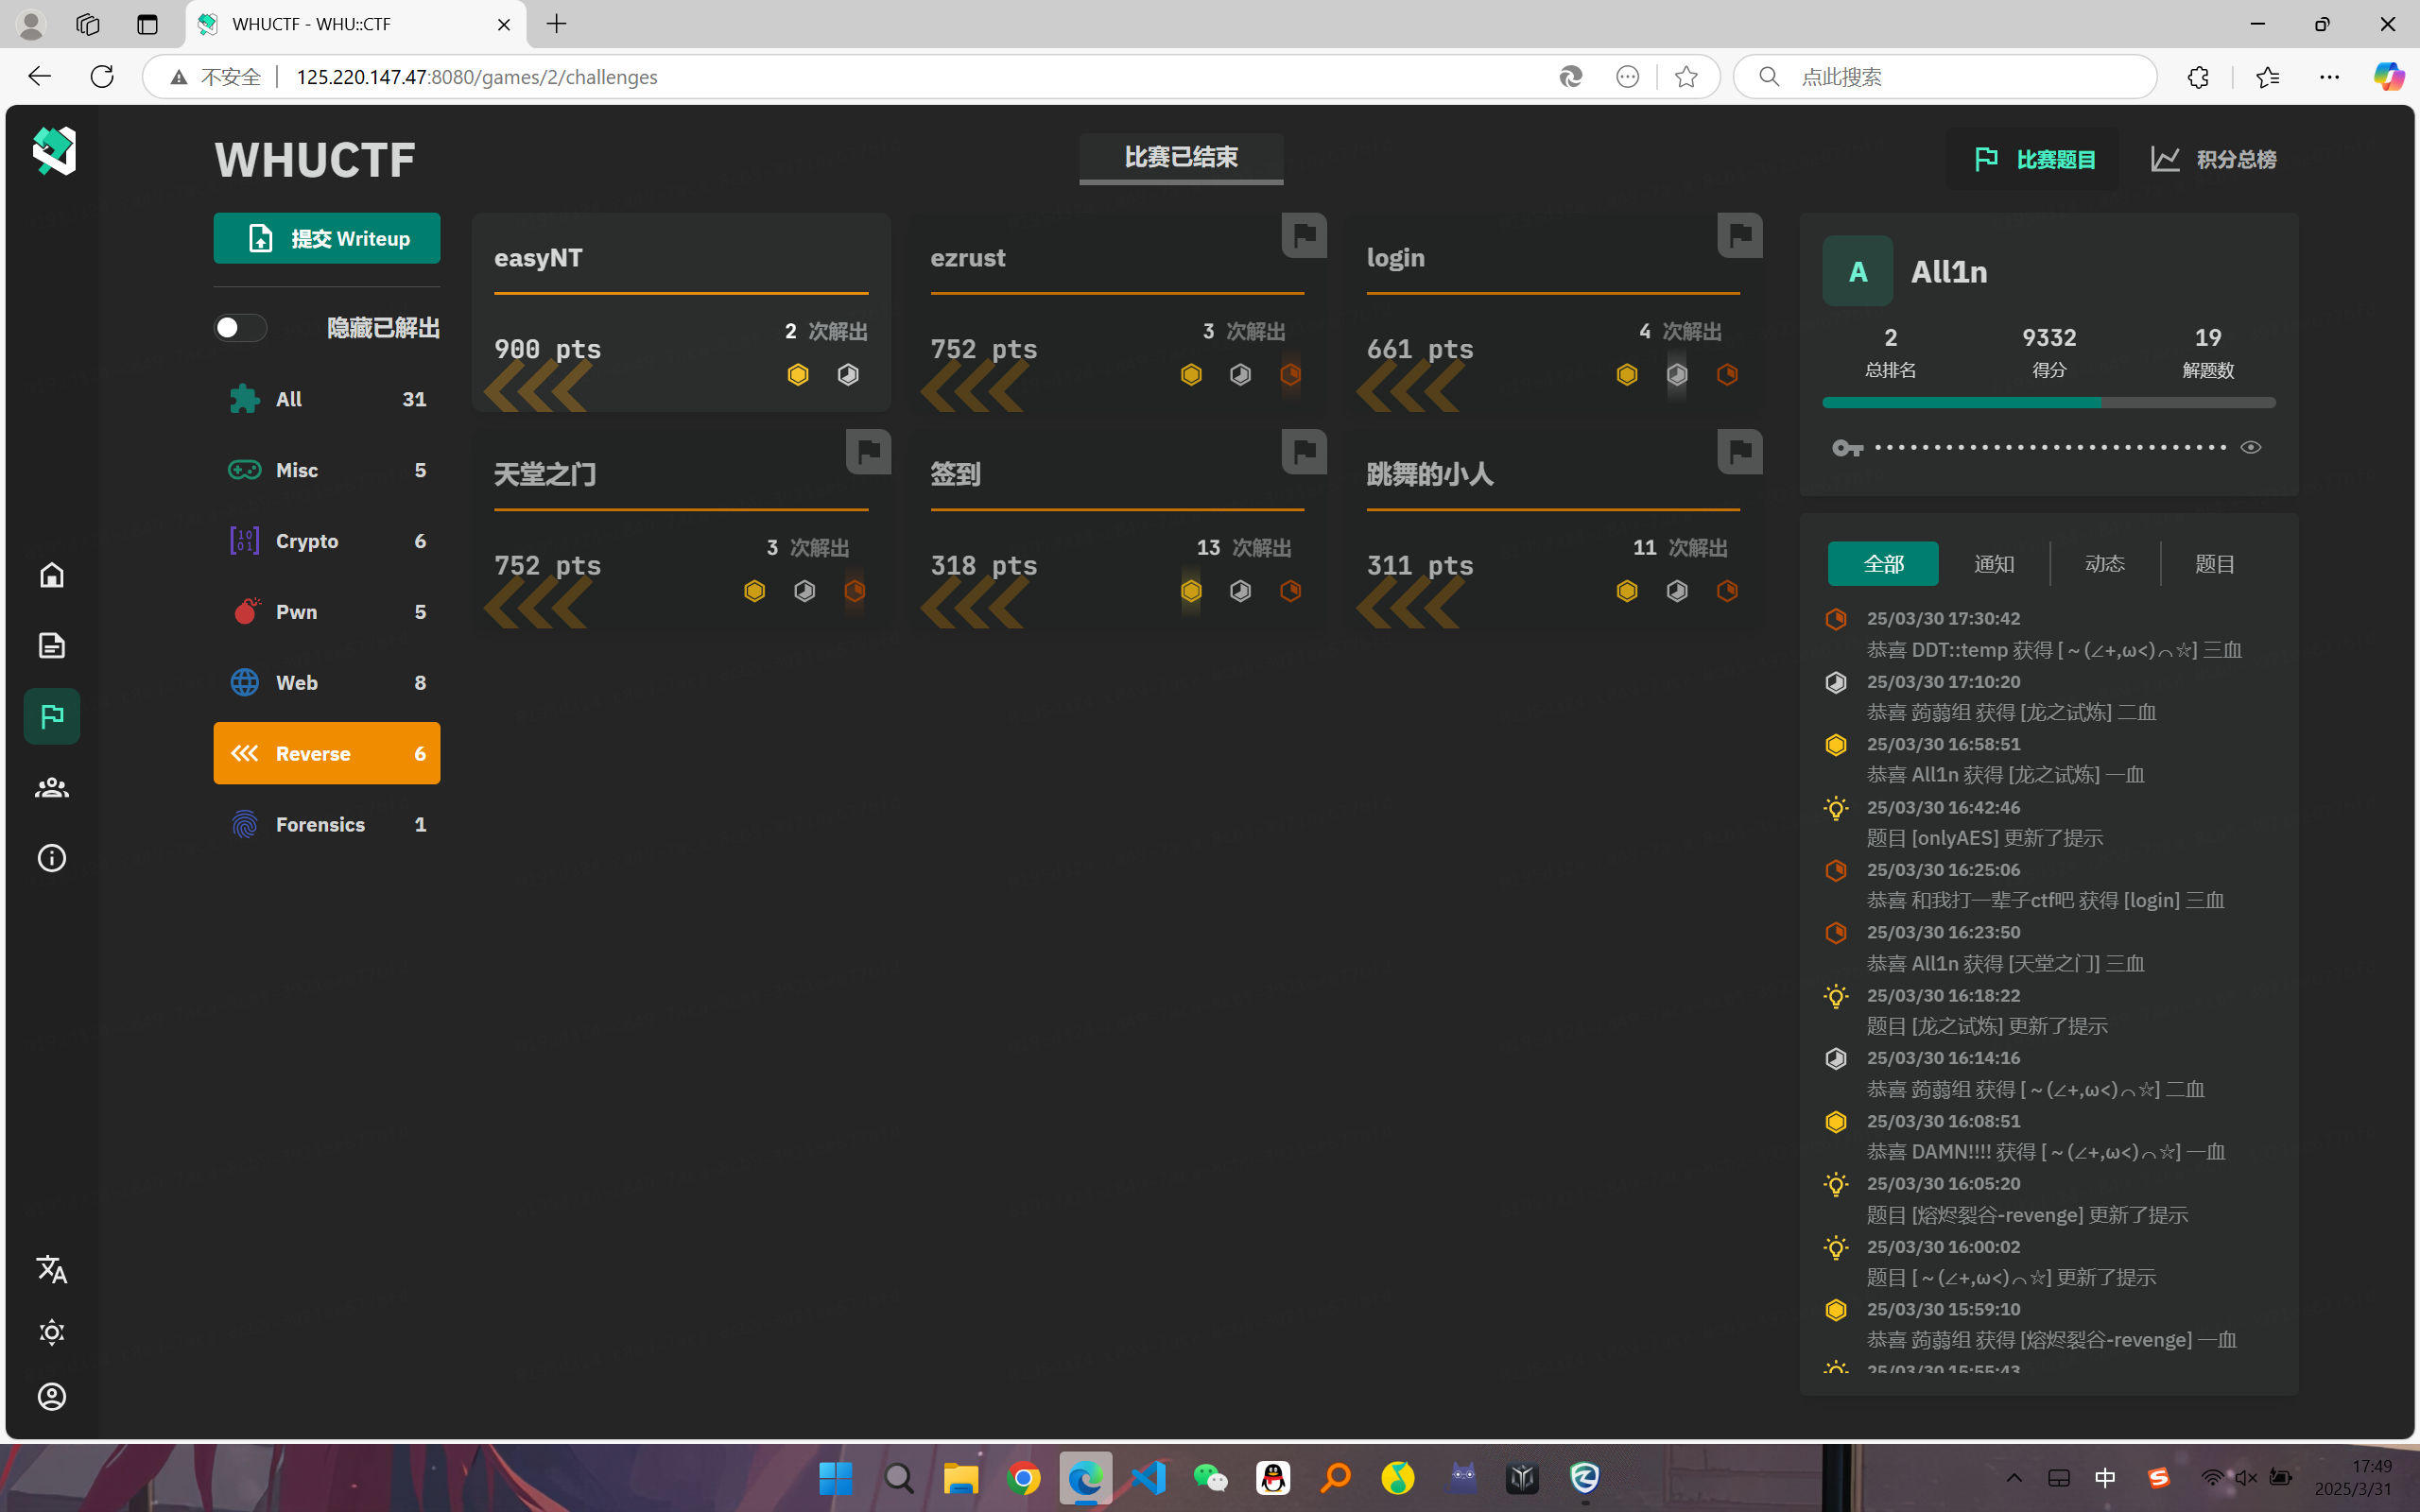 WHUCTF - WHU::CTF
不安全
125.220.147.47:8080/games/2/challenges
点此搜索
WHUCTF
比赛已结束
比赛题目
积分总榜
提交 Writeup
隐藏已解出
All 31
Misc 5
Crypto 6
Pwn 5
Web 8
Reverse 6
Forensics 1
easyNT
900 pts
2 次解出
ezrust
752 pts
3 次解出
login
661 pts
4 次解出
天堂之门
752 pts
3 次解出
签到
318 pts
13 次解出
跳舞的小人
311 pts
11 次解出
A
All1n
2 9332 19
总排名 得分 解题数
全部 通知 动态 题目
25/03/30 17:30:42
恭喜 DDT::temp 获得 [～(∠+,ω<)⌒☆] 三血
25/03/30 17:10:20
恭喜 蒟蒻组 获得 [龙之试炼] 二血
25/03/30 16:58:51
恭喜 All1n 获得 [龙之试炼] 一血
25/03/30 16:42:46
题目 [onlyAES] 更新了提示
25/03/30 16:25:06
恭喜 和我打一辈子ctf吧 获得 [login] 三血
25/03/30 16:23:50
恭喜 All1n 获得 [天堂之门] 三血
25/03/30 16:18:22
题目 [龙之试炼] 更新了提示
25/03/30 16:14:16
恭喜 蒟蒻组 获得 [～(∠+,ω<)⌒☆] 二血
25/03/30 16:08:51
恭喜 DAMN!!!! 获得 [～(∠+,ω<)⌒☆] 一血
25/03/30 16:05:20
题目 [熔烬裂谷-revenge] 更新了提示
25/03/30 16:00:02
题目 [～(∠+,ω<)⌒☆] 更新了提示
25/03/30 15:59:10
恭喜 蒟蒻组 获得 [熔烬裂谷-revenge] 一血
25/03/30 15:55:43
中
17:49
2025/3/31